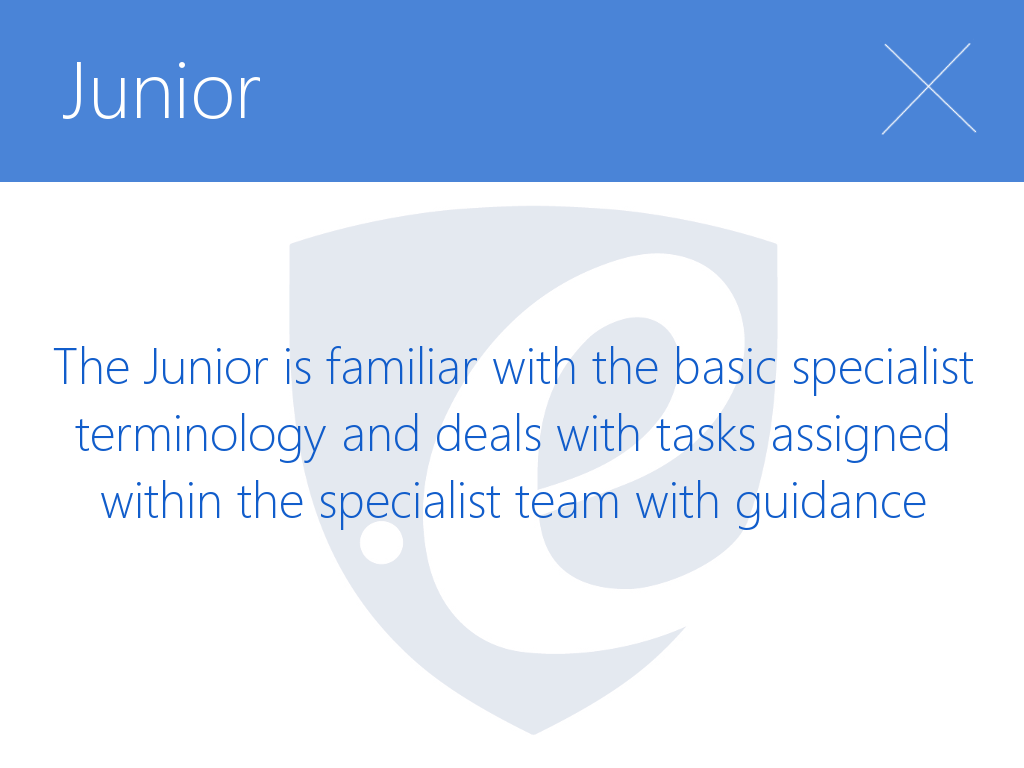 Junior
The Junior is familiar with the basic specialist
terminology and deals with tasks assigned
within the specialist team with guidance